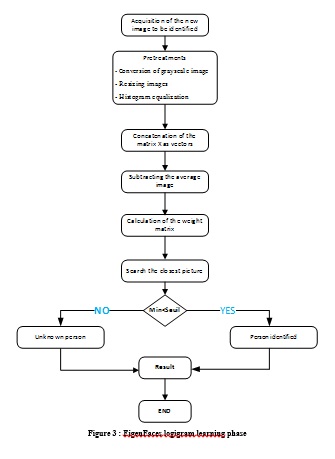 Acquisition of the new
image to be identified
Pretreatments
- Conversion of grayscale image
- Resizing images
- Histogram equalization
Concatenation of the
matrix X as vectors
Subtracting the average
image
Calculation of the weight
matrix
Search the closest picture
Min<Seuil
NO
YES
Unknown person
Person identified
Result
END
Figure 3 : EigenFaces logigram learning phase